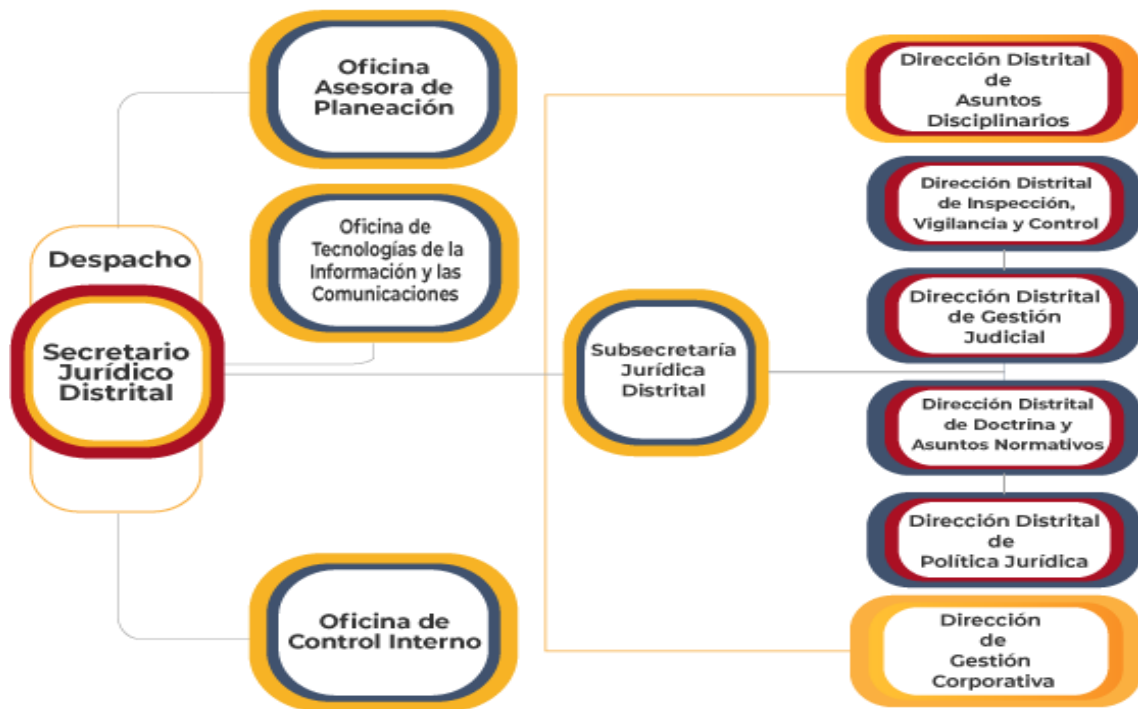 Oficina
Asesora de
Planeación
Oficina de
Tecnologías de la
Información y las
Comunicaciones
Despacho
Secretario
Jurídico
Distrital
Oficina de
Control Interno
Subsecretaría
Jurídica
Distrital
Dirección Distrital
de
Asuntos
Disciplinarios
Dirección Distrital
de Inspección,
Vigilancia y Control
Dirección Distrital
de Gestión
Judicial
Dirección Distrital
de Doctrina y
Asuntos Normativos
Dirección Distrital
de
Política Jurídica
Dirección
de
Gestión
Corporativa